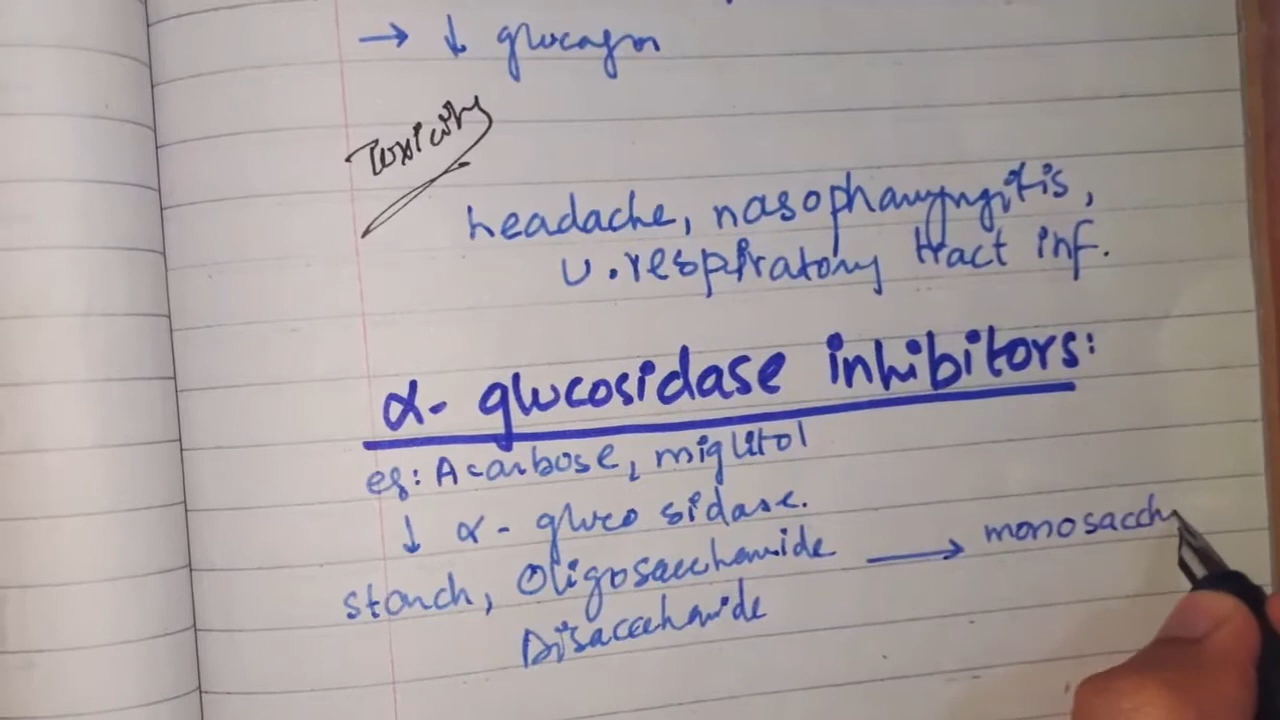 → ↓ glucagon
Toxicity
headache, nasopharyngitis,
U. respiratory tract inf.
α- glucosidase inhibitors:
eg: Acarbose, miglitol
↓ α- glucosidase.
starch, Oligosaccharide → monosacch
Disaccharide